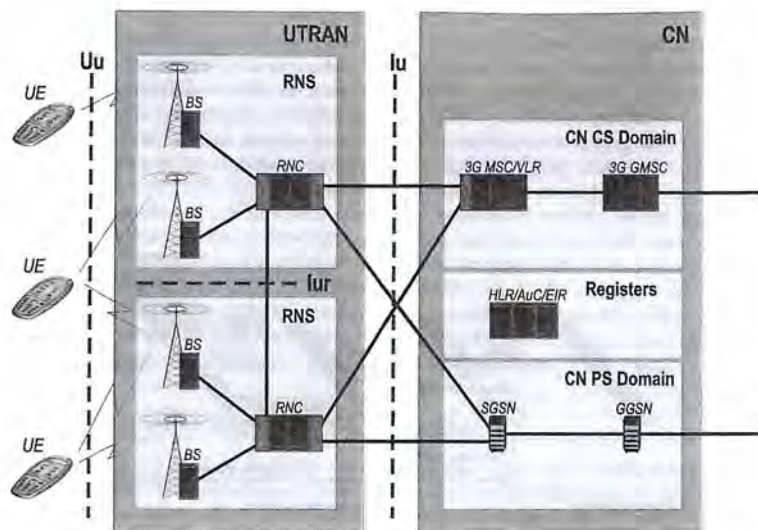 UTRAN
CN
Uu
Iu
RNS
UE
BS
CN CS Domain
RNC
3G MSC/VLR
3G GMSC
BS
UE
Iur
Registers
RNS
HLR/AuC/EIR
BS
CN PS Domain
RNC
SGSN
GGSN
UE
BS